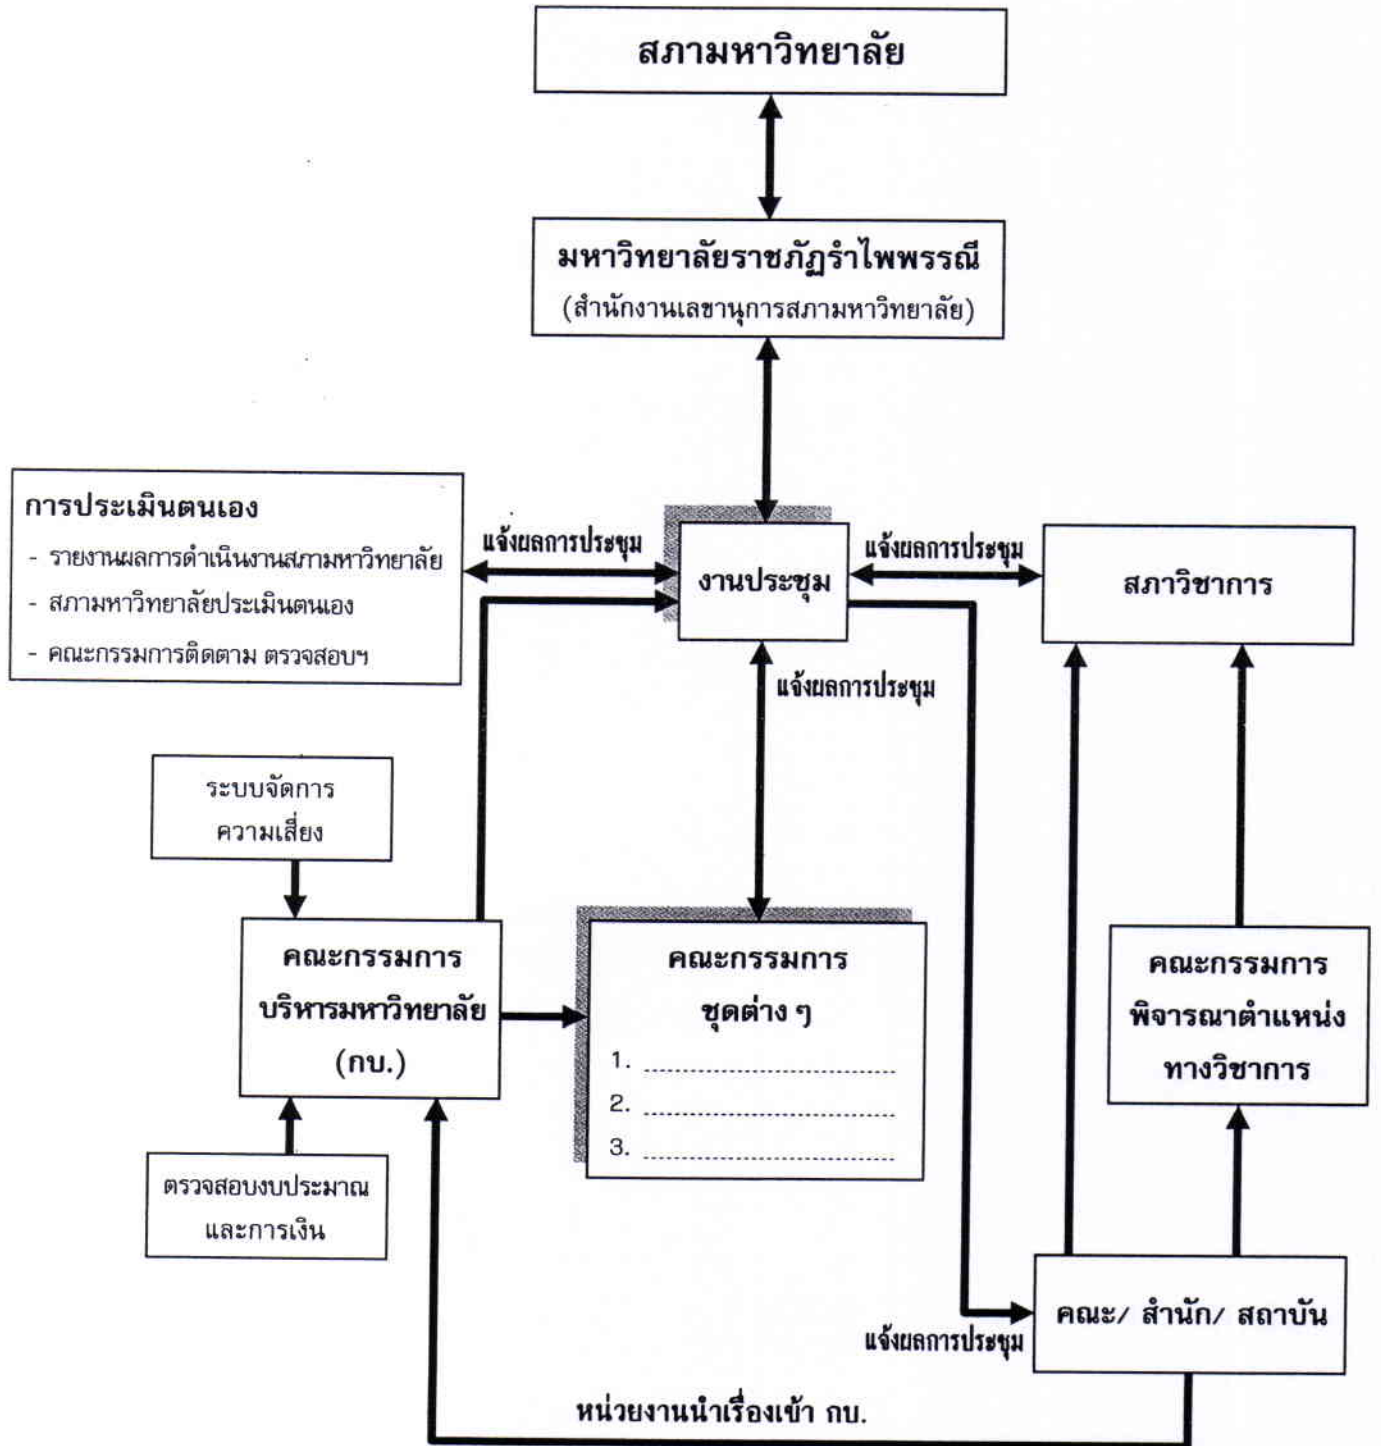 สภามหาวิทยาลัย
มหาวิทยาลัยราชภัฏรำไพพรรณี
(สำนักงานเลขานุการสภามหาวิทยาลัย)
การประเมินตนเอง
- รายงานผลการดำเนินงานสภามหาวิทยาลัย
- สภามหาวิทยาลัยประเมินตนเอง
- คณะกรรมการติดตาม ตรวจสอบฯ
แจ้งผลการประชุม
งานประชุม
แจ้งผลการประชุม
สภาวิชาการ
แจ้งผลการประชุม
ระบบจัดการ
ความเสี่ยง
คณะกรรมการ
บริหารมหาวิทยาลัย
(กบ.)
คณะกรรมการ
ชุดต่าง ๆ
1.
2.
3.
คณะกรรมการ
พิจารณาตำแหน่ง
ทางวิชาการ
ตรวจสอบงบประมาณ
และการเงิน
คณะ/ สำนัก/ สถาบัน
แจ้งผลการประชุม
หน่วยงานนำเรื่องเข้า กบ.